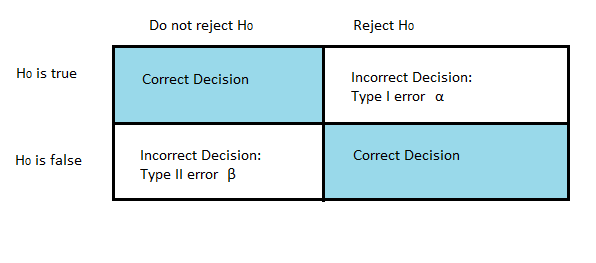 Do not reject H₀
Reject H₀
H₀ is true
Correct Decision
Incorrect Decision:
Type I error α
H₀ is false
Incorrect Decision:
Type II error β
Correct Decision